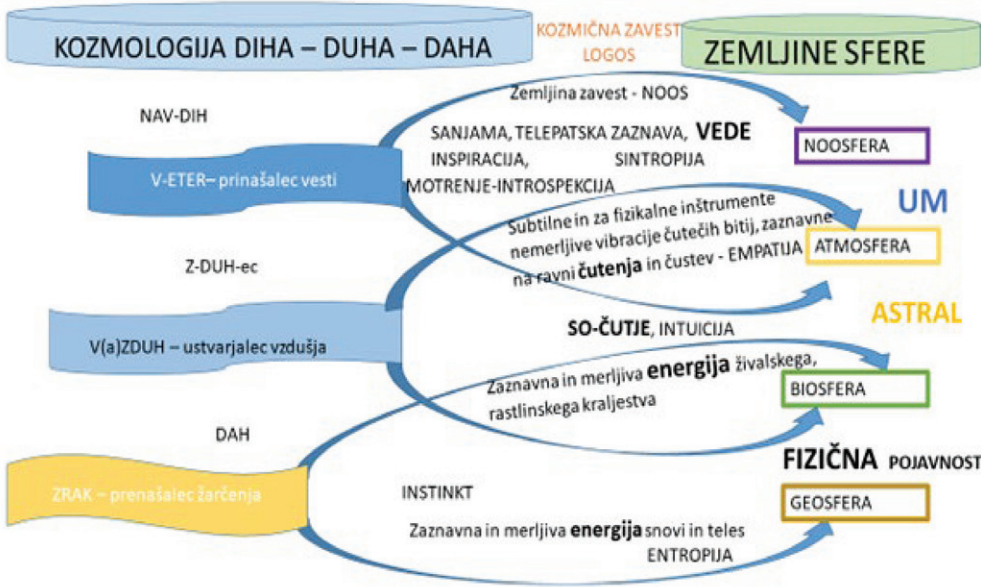 KOZMOLOGIJA DIHA – DUHA – DAHA
KOZMIČNA ZAVEST
LOGOS
ZEMLJINE SFERE
NAV-DIH
Zemljina zavest - NOOS
SANJAMA, TELEPATSKA ZAZNAVA, VEDE
INSPIRACIJA, SINTROPIJA
MOTRENJE-INTROSPEKCIJA
NOOSFERA
V-ETER– prinašalec vesti
UM
Subtilne in za fizikalne inštrumente
nemerljive vibracije čutečih bitij, zaznavne
na ravni čutenja in čustev - EMPATIJA
ATMOSFERA
Z-DUH-ec
ASTRAL
SO-ČUTJE, INTUICIJA
V(a)ZDUH – ustvarjalec vzdušja
Zaznavna in merljiva energija živalskega,
rastlinskega kraljestva
BIOSFERA
DAH
FIZIČNA POJAVNOST
ZRAK – prenašalec žarčenja
INSTINKT
GEOSFERA
Zaznavna in merljiva energija snovi in teles
ENTROPIJA